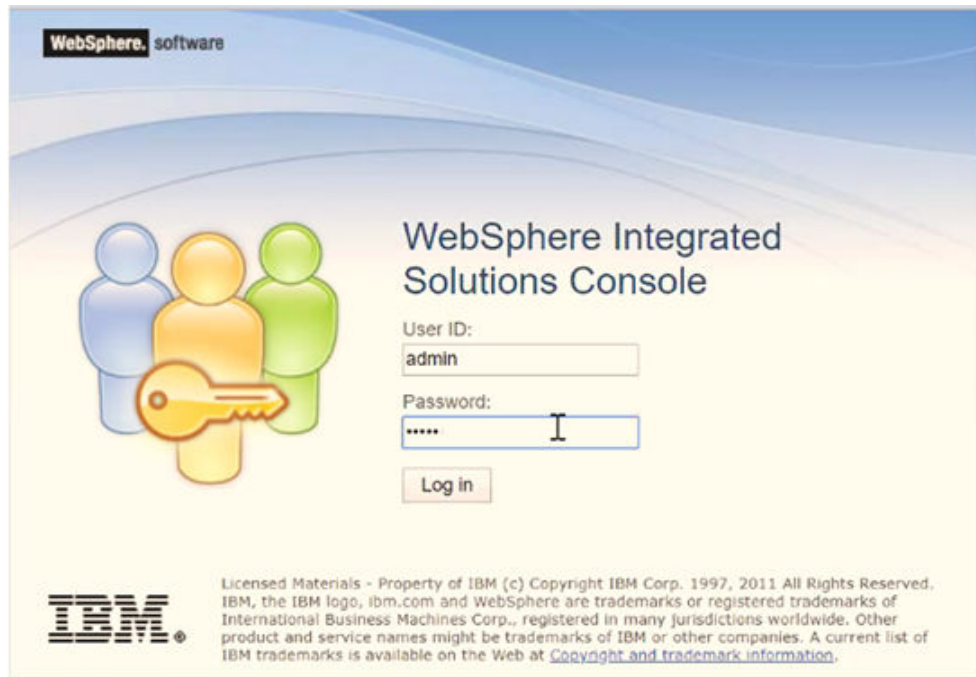 WebSphere. software
WebSphere Integrated
Solutions Console
User ID:
admin
Password:
•••••
Log in
IBM®
Licensed Materials - Property of IBM (c) Copyright IBM Corp. 1997, 2011 All Rights Reserved.
IBM, the IBM logo, ibm.com and WebSphere are trademarks or registered trademarks of
International Business Machines Corp., registered in many jurisdictions worldwide. Other
product and service names might be trademarks of IBM or other companies. A current list of
IBM trademarks is available on the Web at Copyright and trademark information.